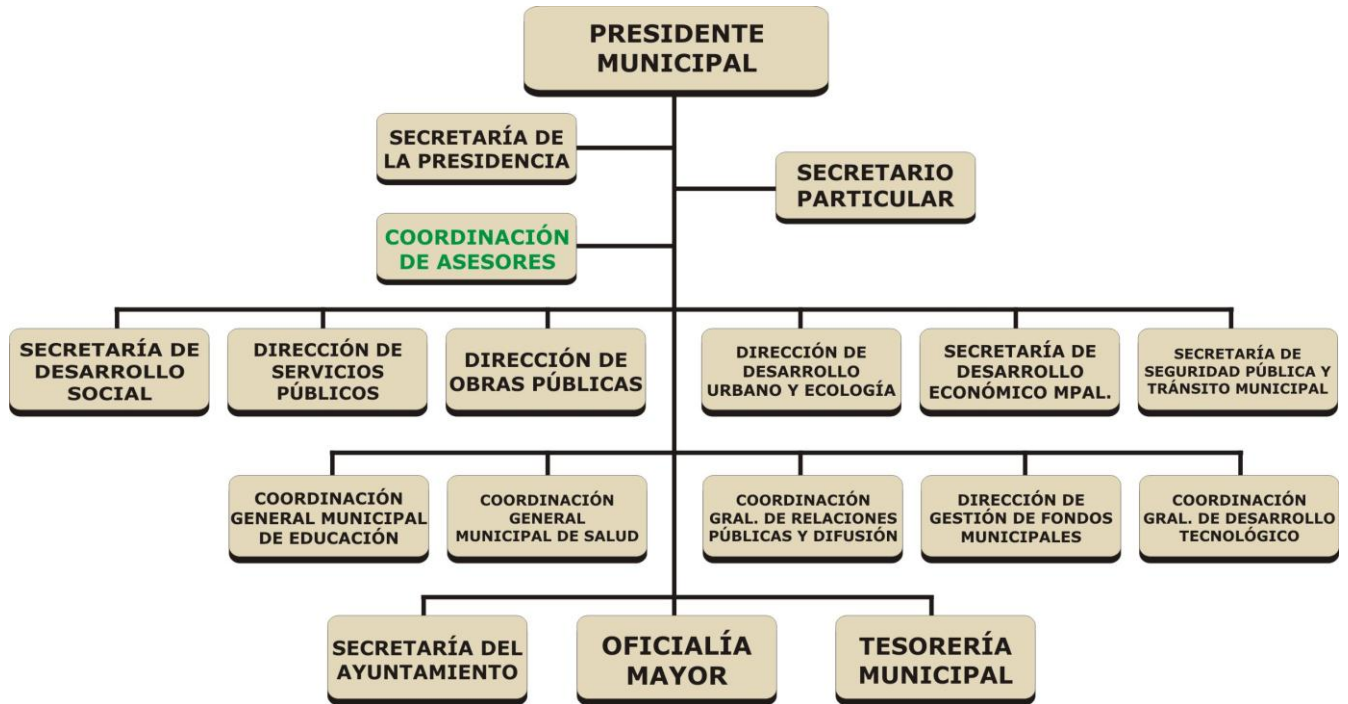 PRESIDENTE
MUNICIPAL
SECRETARÍA DE
LA PRESIDENCIA
SECRETARIO
PARTICULAR
COORDINACIÓN
DE ASESORES
SECRETARÍA DE
DESARROLLO
SOCIAL
DIRECCIÓN DE
SERVICIOS
PÚBLICOS
DIRECCIÓN DE
OBRAS PÚBLICAS
DIRECCIÓN DE
DESARROLLO
URBANO Y ECOLOGÍA
SECRETARÍA DE
DESARROLLO
ECONÓMICO MPAL.
SECRETARÍA DE
SEGURIDAD PÚBLICA Y
TRÁNSITO MUNICIPAL
COORDINACIÓN
GENERAL MUNICIPAL
DE EDUCACIÓN
COORDINACIÓN
GENERAL
MUNICIPAL DE SALUD
COORDINACIÓN
GRAL. DE RELACIONES
PÚBLICAS Y DIFUSIÓN
DIRECCIÓN DE
GESTIÓN DE FONDOS
MUNICIPALES
COORDINACIÓN
GRAL. DE DESARROLLO
TECNOLÓGICO
SECRETARÍA DEL
AYUNTAMIENTO
OFICIALÍA
MAYOR
TESORERÍA
MUNICIPAL